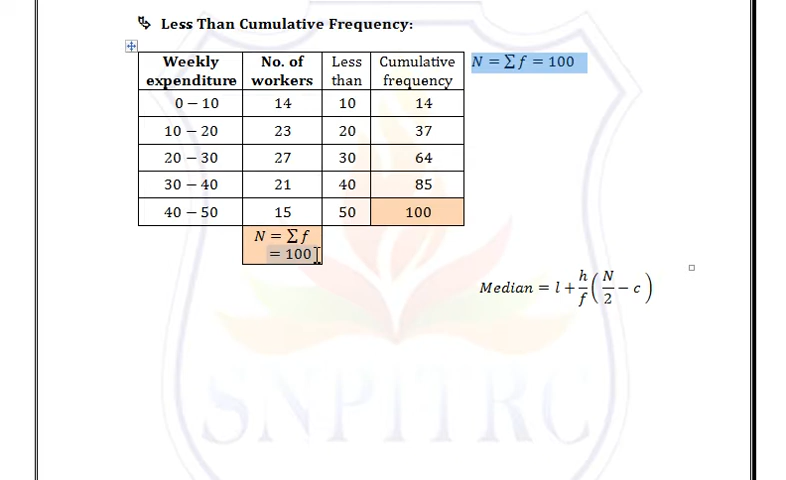 Less Than Cumulative Frequency:
Weekly expenditure | No. of workers | Less than | Cumulative frequency
0 − 10 | 14 | 10 | 14
10 − 20 | 23 | 20 | 37
20 − 30 | 27 | 30 | 64
30 − 40 | 21 | 40 | 85
40 − 50 | 15 | 50 | 100
N = ∑ f
= 100
N = ∑ f = 100
Median = l + h/f (N/2 − c)
SNPITRC